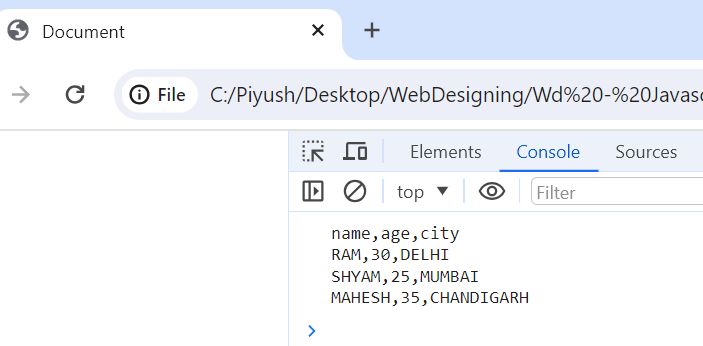 Document
File
C:/Piyush/Desktop/WebDesigning/Wd%20-%20Javasc
Elements Console Sources
top Filter
name,age,city
RAM,30,DELHI
SHYAM,25,MUMBAI
MAHESH,35,CHANDIGARH